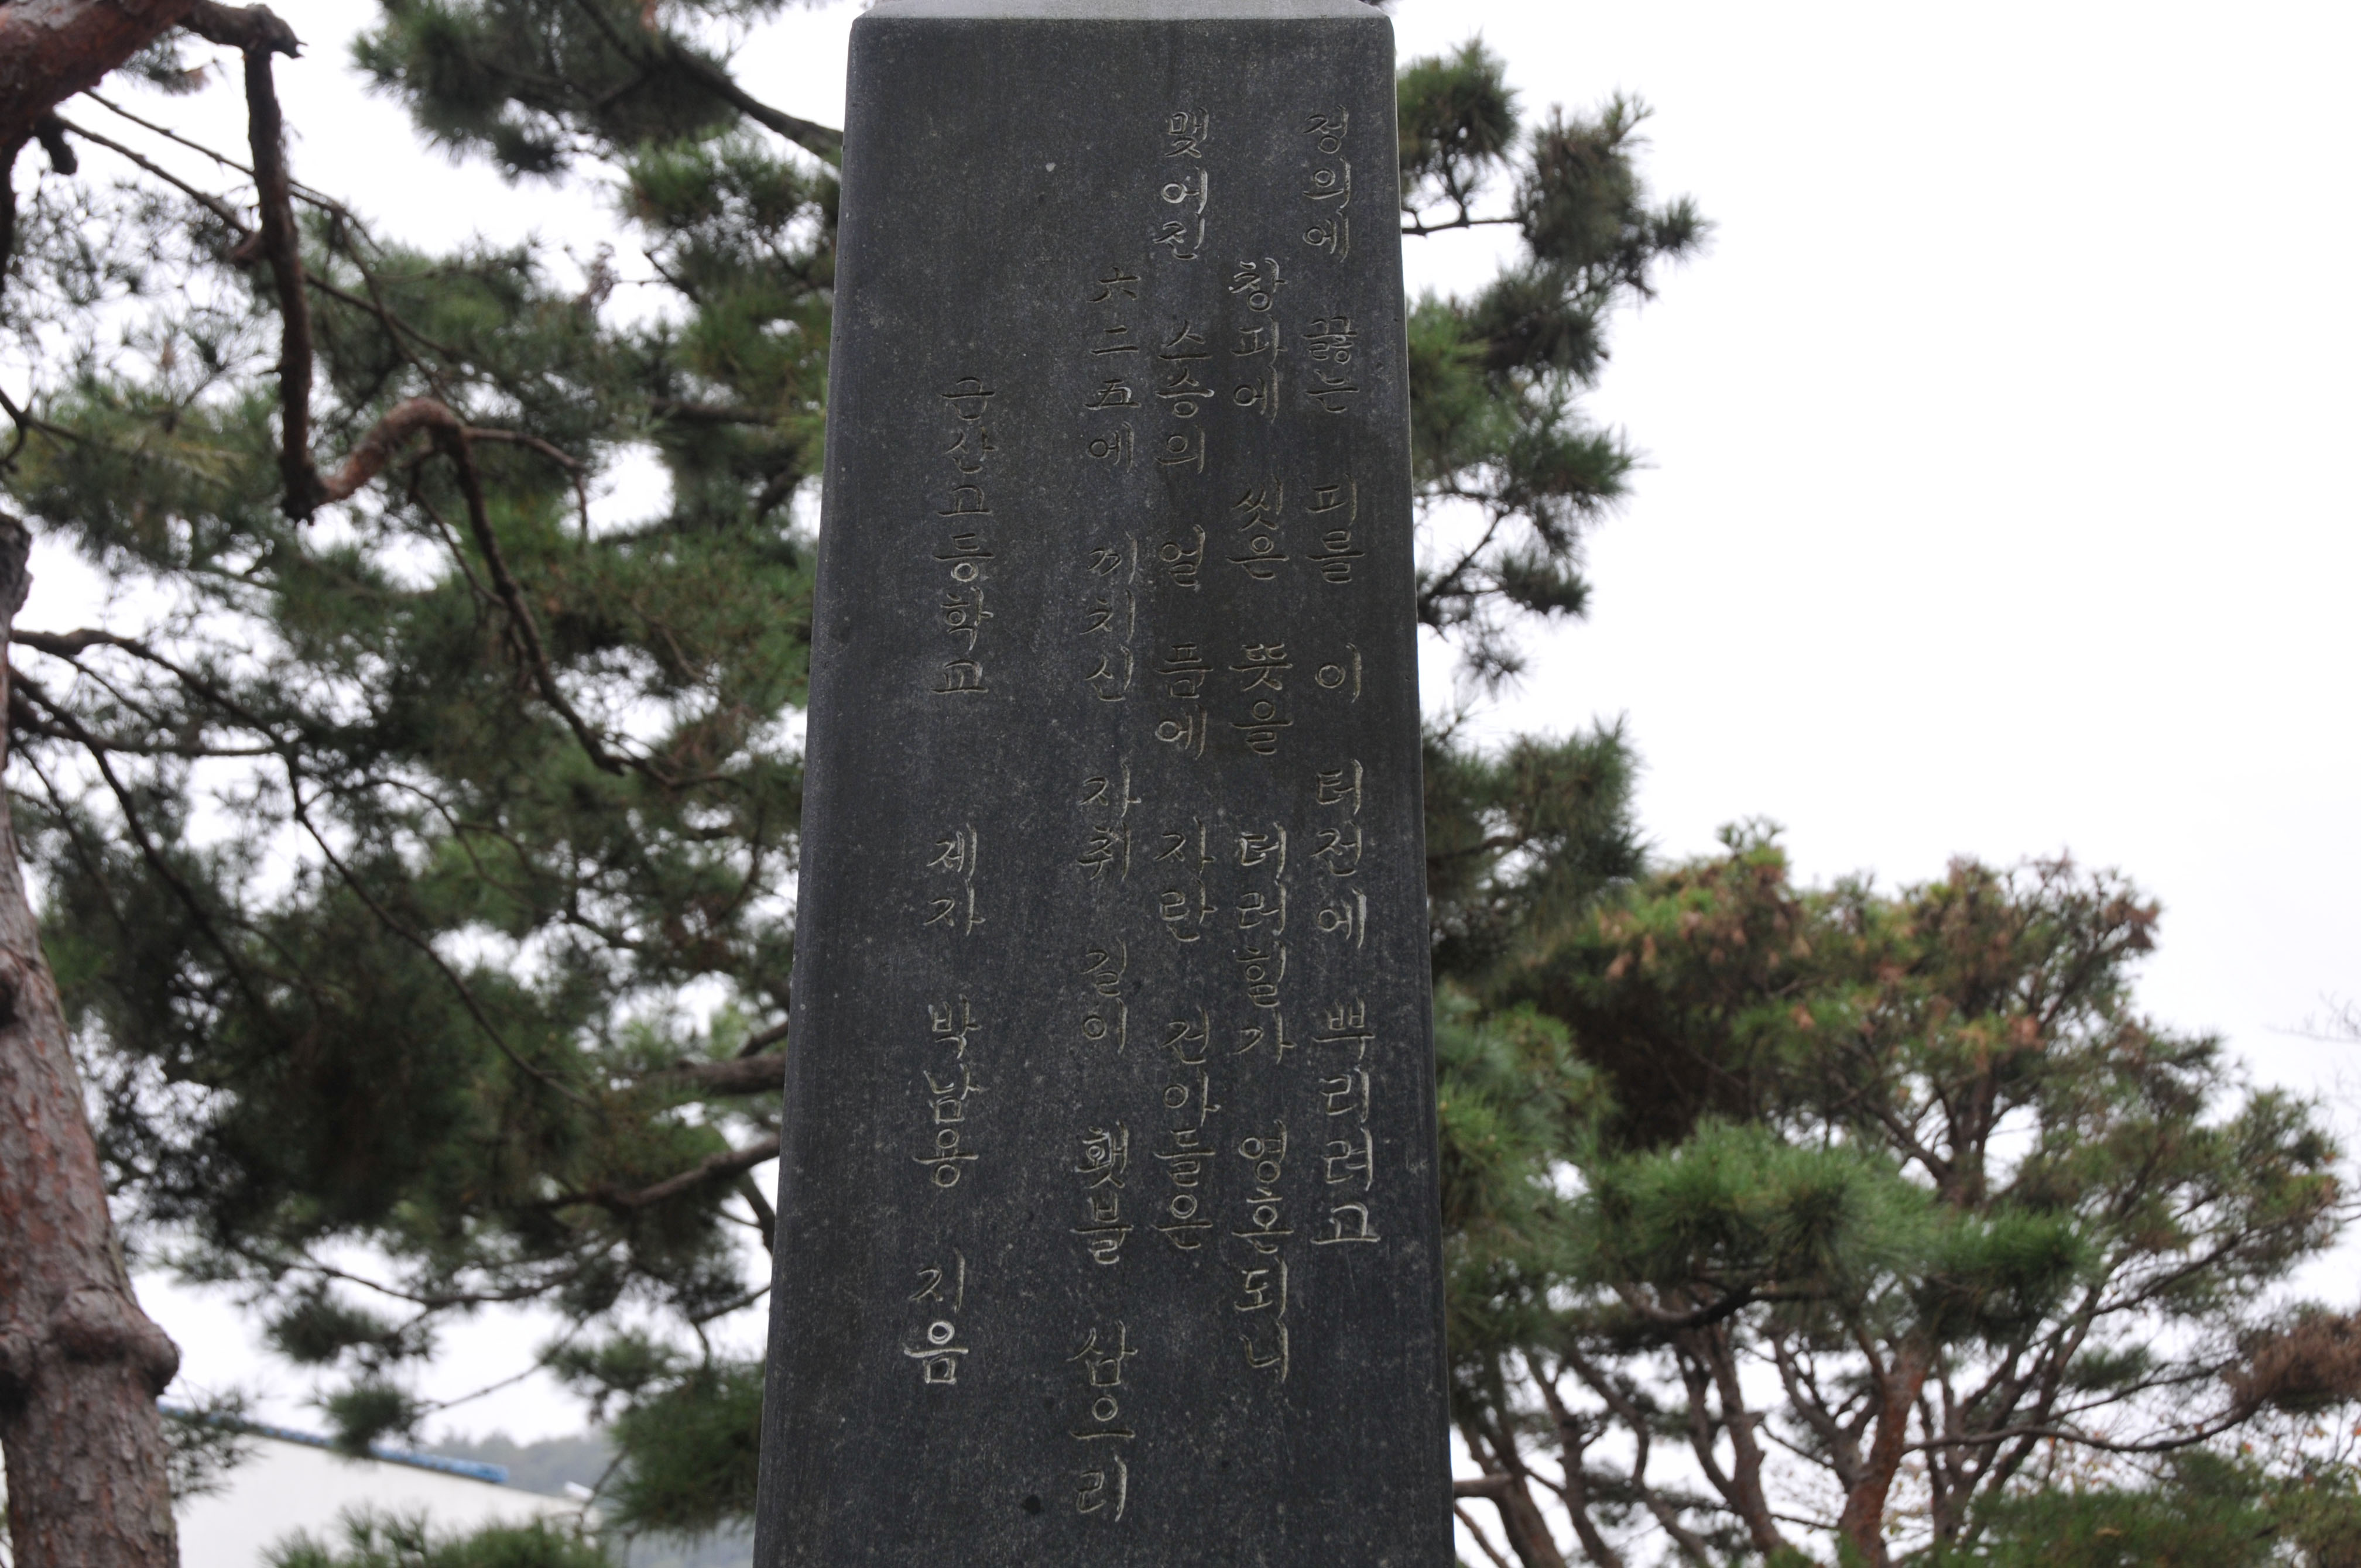 정의에 끓는 피를 이 터전에 뿌리려고
창파에 씻은 뜻을 터러할가 영혼되니
맺어진 스승의 얼 품에 자란 건아들은
六二五에 끼치신 자취 길이 횃불 삼으리
금산고등학교 제자 박남용 지음